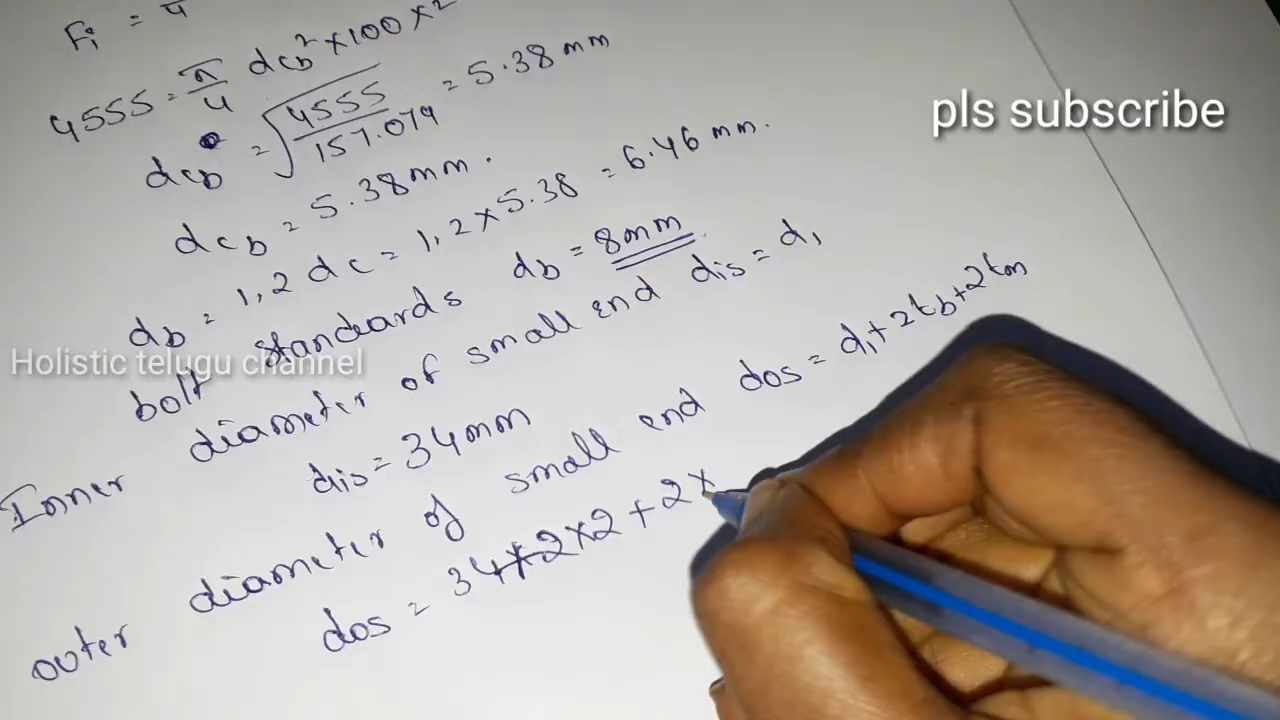 Fi = π/4
4555 = π/4 dcb² × 100 × 2
dcb = √4555/157.079 = 5.38 mm
dcb = 5.38 mm.
db = 1,2 dc = 1,2 × 5.38 = 6.46 mm.
bolt standards db = 8mm
Inner diameter of small end dis = d1
dis = 34mm
outer diameter of small end dos = d1 + 2tb + 2tm
dos = 34 + 2×2 + 2×
pls subscribe
Holistic telugu channel